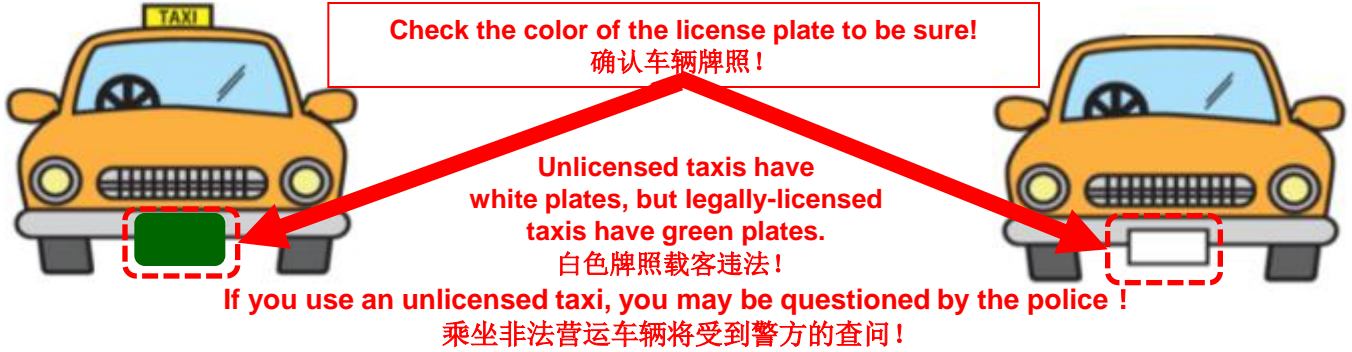 TAXI
Check the color of the license plate to be sure!
确认车辆牌照！
Unlicensed taxis have
white plates, but legally-licensed
taxis have green plates.
白色牌照载客违法！
If you use an unlicensed taxi, you may be questioned by the police！
乘坐非法营运车辆将受到警方的查问！